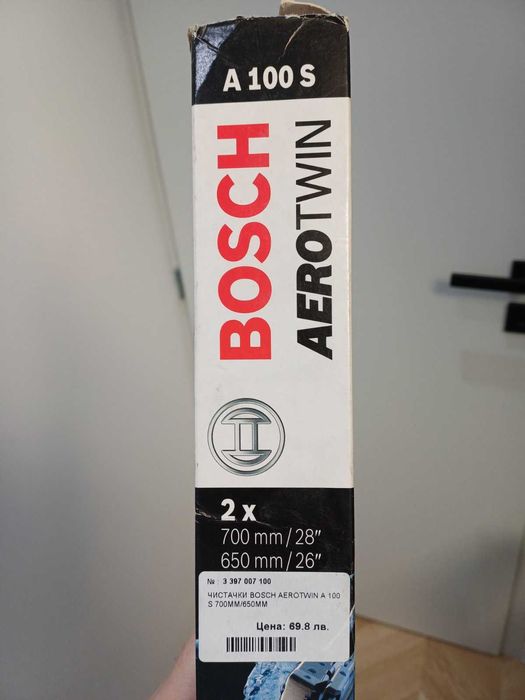 A 100 S
BOSCH
AEROTWIN
2 x
700 mm/28"
650 mm/26"
№: 3 397 007 100
ЧИСТАЧКИ BOSCH AEROTWIN A 100
S 700MM/650MM
Цена: 69.8 лв.